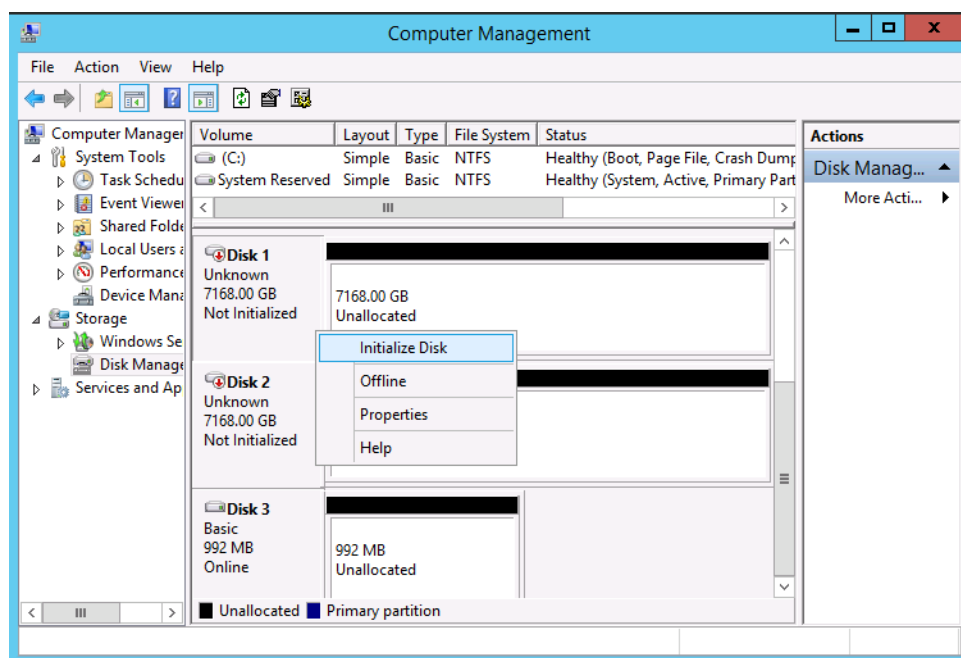 Computer Management
File Action View Help
Computer Manager
System Tools
Task Schedu
Event Viewer
Shared Folde
Local Users a
Performance
Device Mana
Storage
Windows Se
Disk Manage
Services and Ap
Volume Layout Type File System Status
(C:) Simple Basic NTFS Healthy (Boot, Page File, Crash Dump
System Reserved Simple Basic NTFS Healthy (System, Active, Primary Part
Disk 1
Unknown
7168.00 GB
Not Initialized
7168.00 GB
Unallocated
Initialize Disk
Offline
Properties
Help
Disk 2
Unknown
7168.00 GB
Not Initialized
Disk 3
Basic
992 MB
Online
992 MB
Unallocated
Unallocated Primary partition
Actions
Disk Manag...
More Acti...